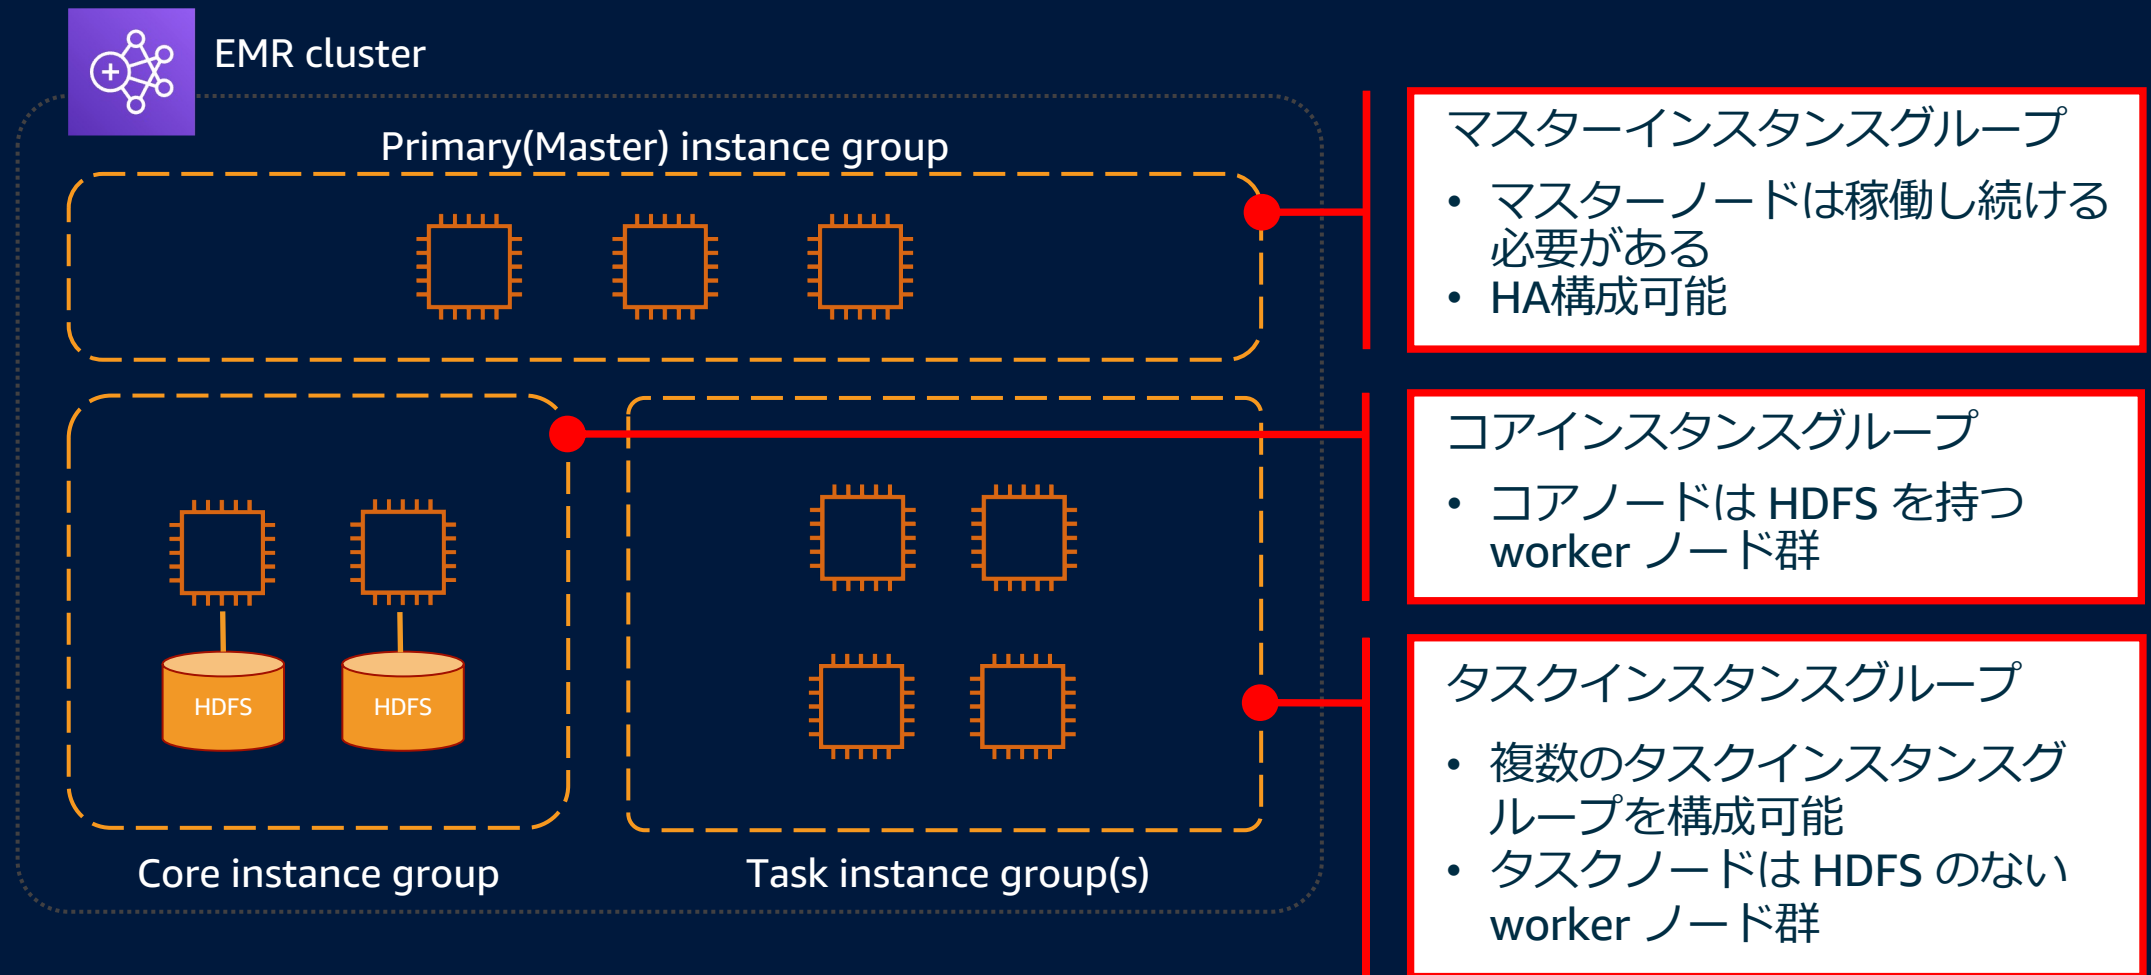 EMR cluster
Primary(Master) instance group
HDFS
HDFS
Core instance group
Task instance group(s)
マスターインスタンスグループ
• マスターノードは稼働し続ける
必要がある
• HA構成可能
コアインスタンスグループ
• コアノードは HDFS を持つ
worker ノード群
タスクインスタンスグループ
• 複数のタスクインスタンスグ
ループを構成可能
• タスクノードは HDFS のない
worker ノード群